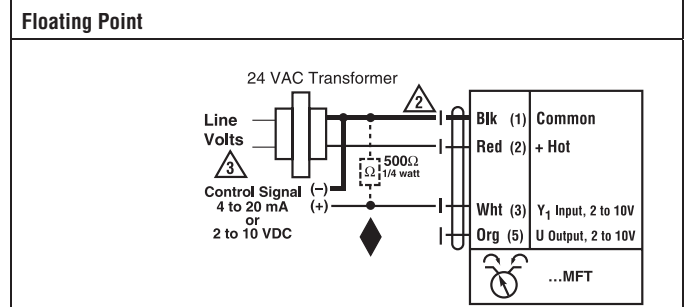 Floating Point
24 VAC Transformer
Line
Volts
2
3
Blk (1) Common
Red (2) + Hot
500Ω
1/4 watt
Ω
Control Signal (–)
4 to 20 mA (+)
or
2 to 10 VDC
Wht (3) Y1 Input, 2 to 10V
Org (5) U Output, 2 to 10V
...MFT